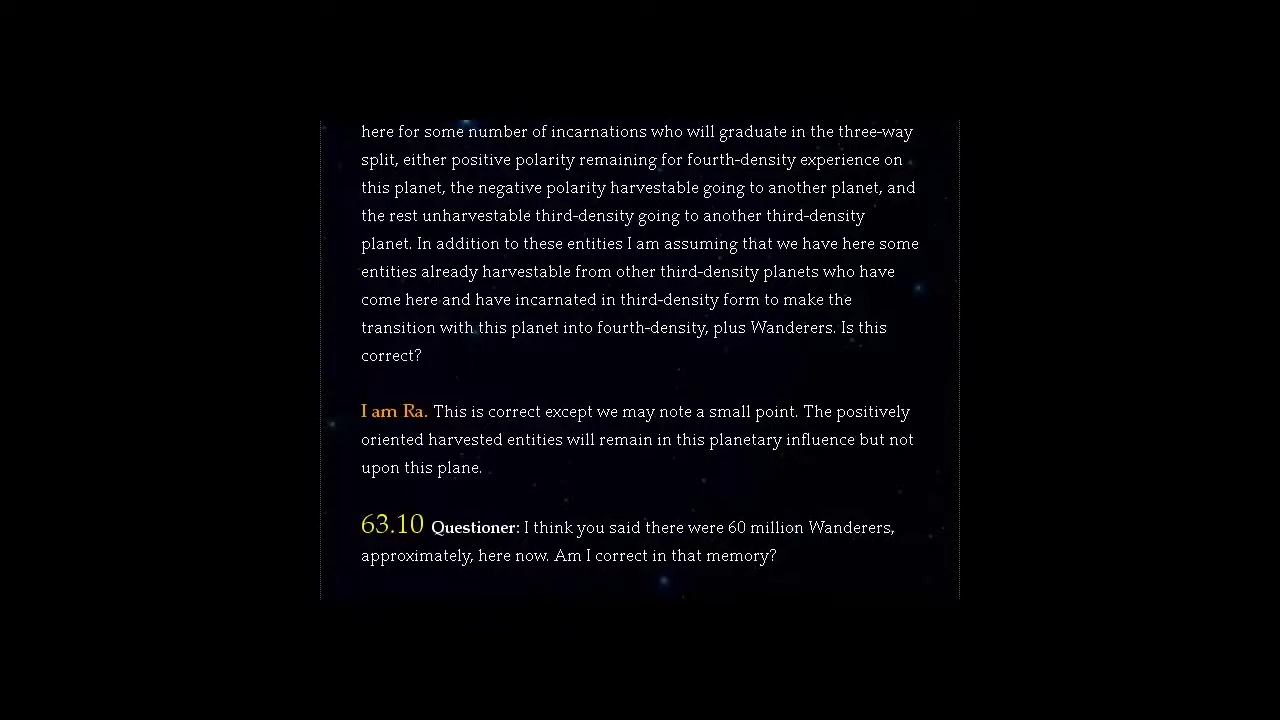 here for some number of incarnations who will graduate in the three-way
split, either positive polarity remaining for fourth-density experience on
this planet, the negative polarity harvestable going to another planet, and
the rest unharvestable third-density going to another third-density
planet. In addition to these entities I am assuming that we have here some
entities already harvestable from other third-density planets who have
come here and have incarnated in third-density form to make the
transition with this planet into fourth-density, plus Wanderers. Is this
correct?
I am Ra. This is correct except we may note a small point. The positively
oriented harvested entities will remain in this planetary influence but not
upon this plane.
63.10 Questioner: I think you said there were 60 million Wanderers,
approximately, here now. Am I correct in that memory?